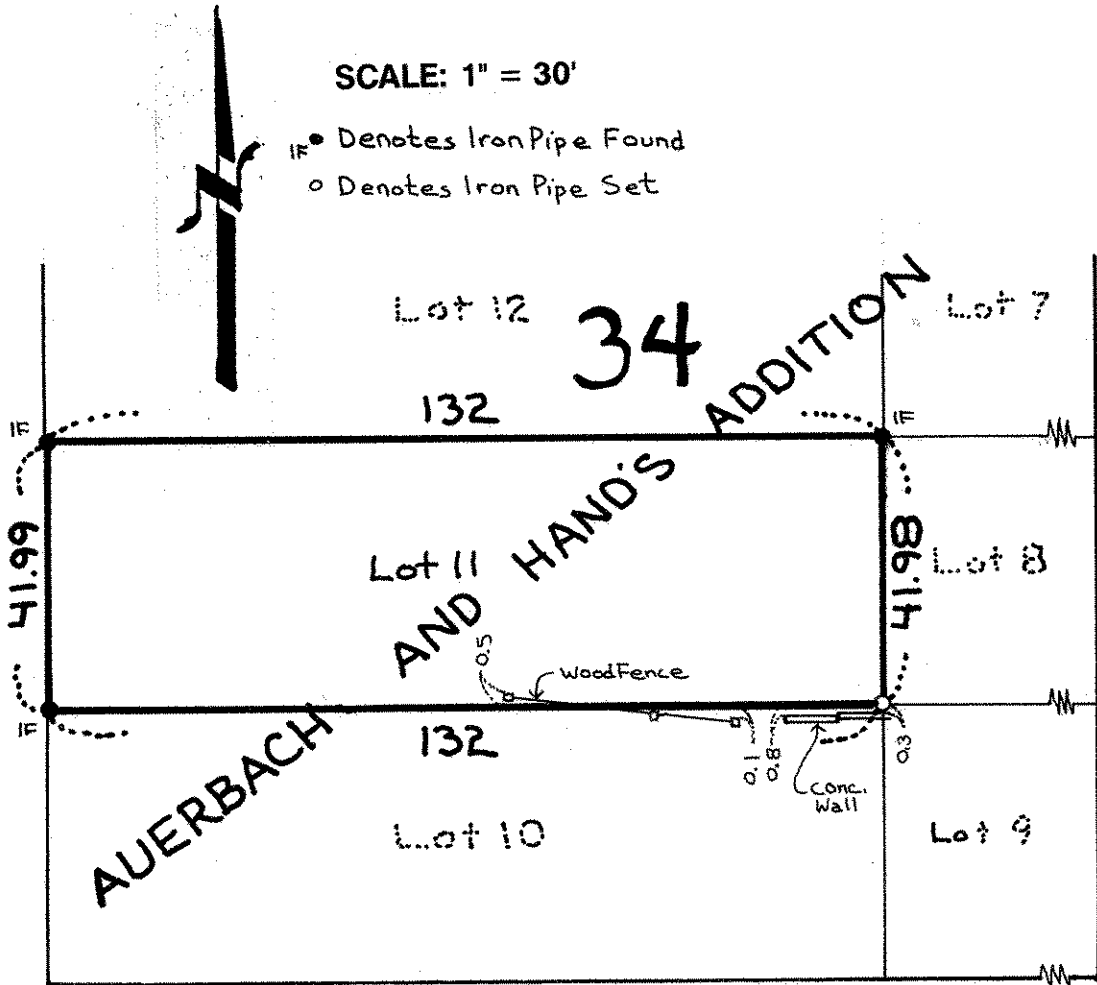 SCALE: 1" = 30'
IF Denotes Iron Pipe Found
Denotes Iron Pipe Set
N
Lot 12
34
Lot 7
ADDITION
132
IF
IF
41.99
Lot 11
HAND'S
41.98
Lot 8
AND
0.5
Wood Fence
IF
132
0.1
0.8
0.3
Conc.
Wall
AUERBACH
Lot 10
Lot 9